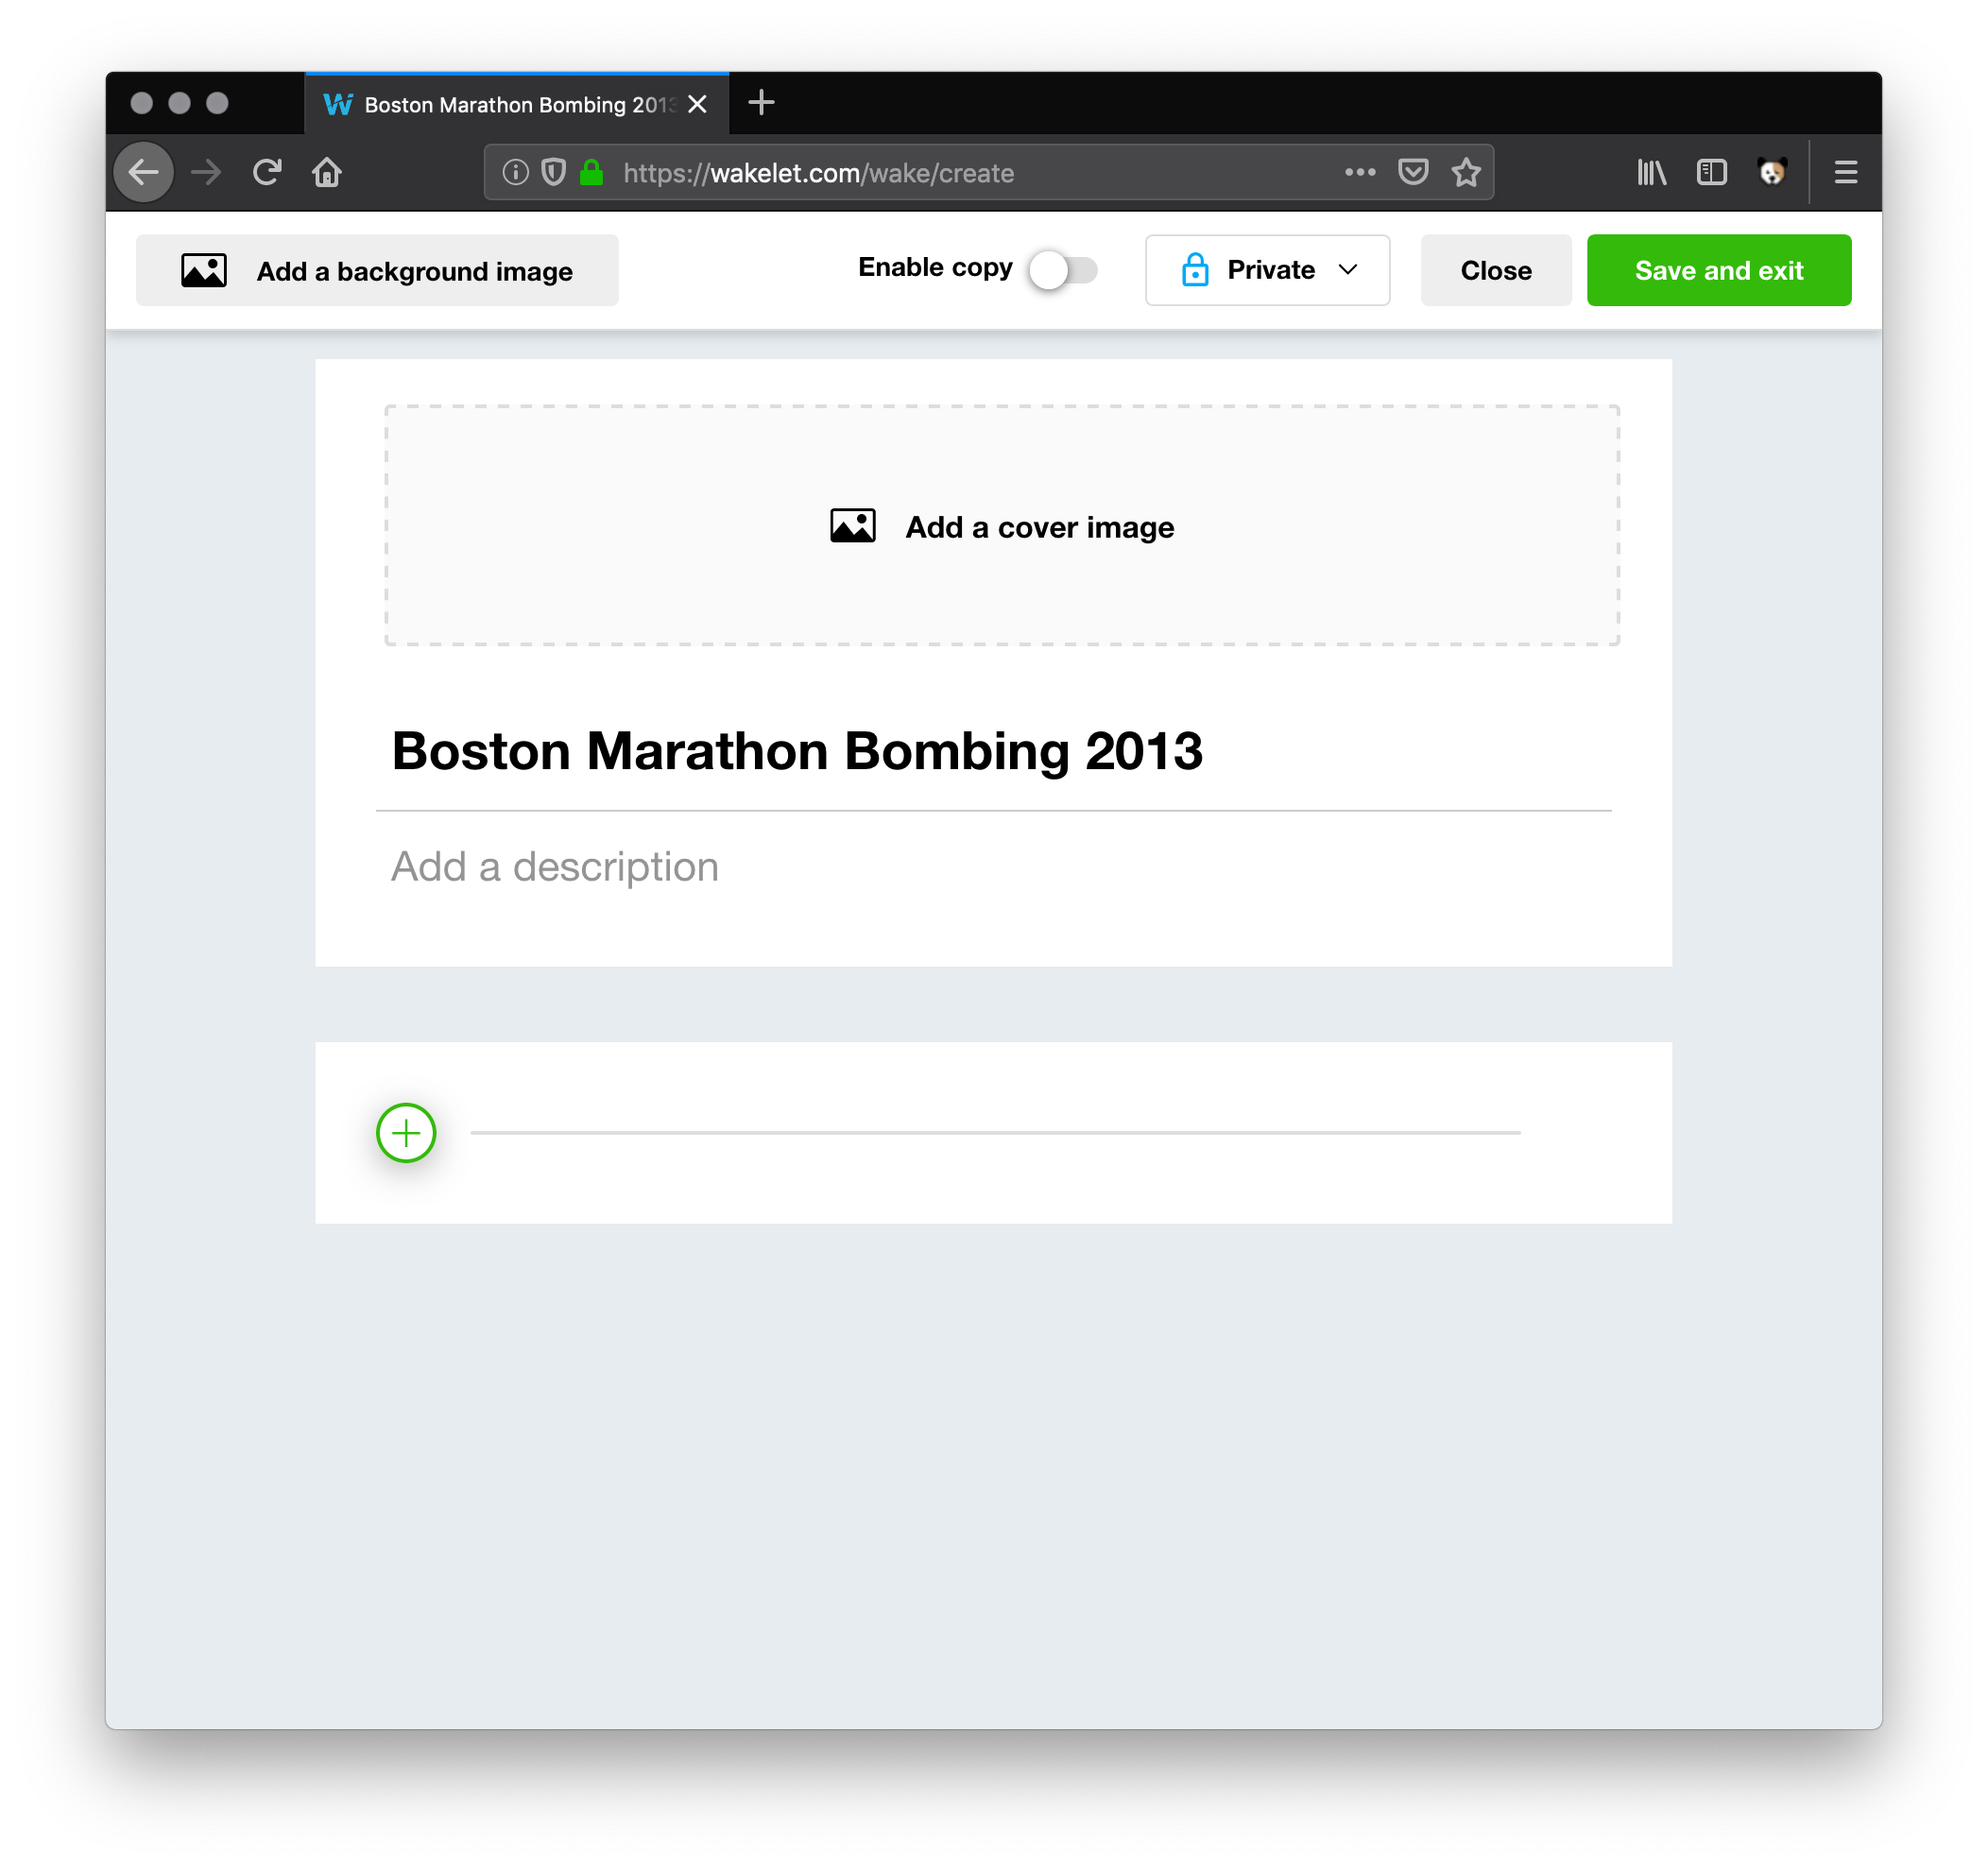 Boston Marathon Bombing 2013
https://wakelet.com/wake/create
Add a background image
Enable copy
Private
Close
Save and exit
Add a cover image
Boston Marathon Bombing 2013
Add a description